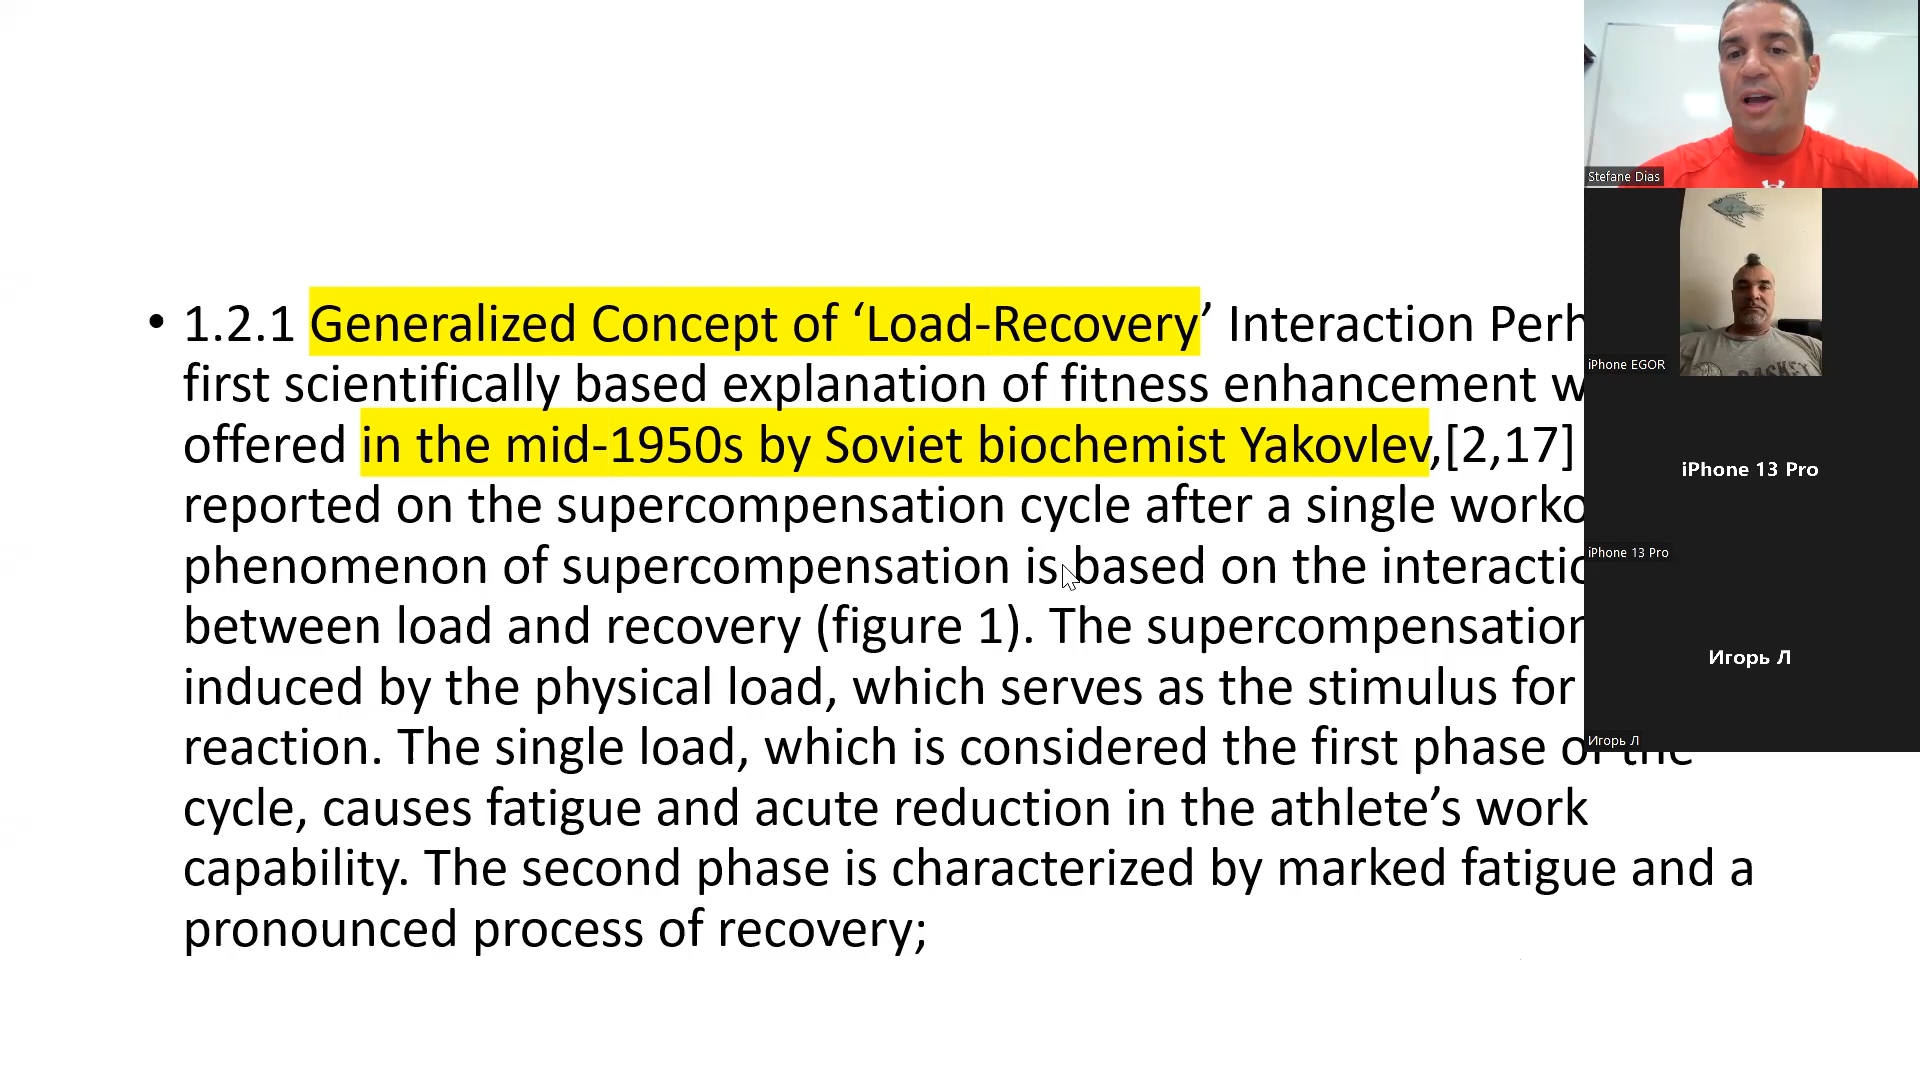 • 1.2.1 Generalized Concept of ‘Load-Recovery’ Interaction
first scientifically based explanation of fitness enhancement
offered in the mid-1950s by Soviet biochemist Yakovlev,[2,17]
reported on the supercompensation cycle after a single
phenomenon of supercompensation is based on the
between load and recovery (figure 1). The supercompensation
induced by the physical load, which serves as the stimulus for
reaction. The single load, which is considered the first phase of the
cycle, causes fatigue and acute reduction in the athlete’s work
capability. The second phase is characterized by marked fatigue and a
pronounced process of recovery;
Stefane Dias
iPhone EGOR
iPhone 13 Pro
iPhone 13 Pro
Игорь Л
Игорь Л